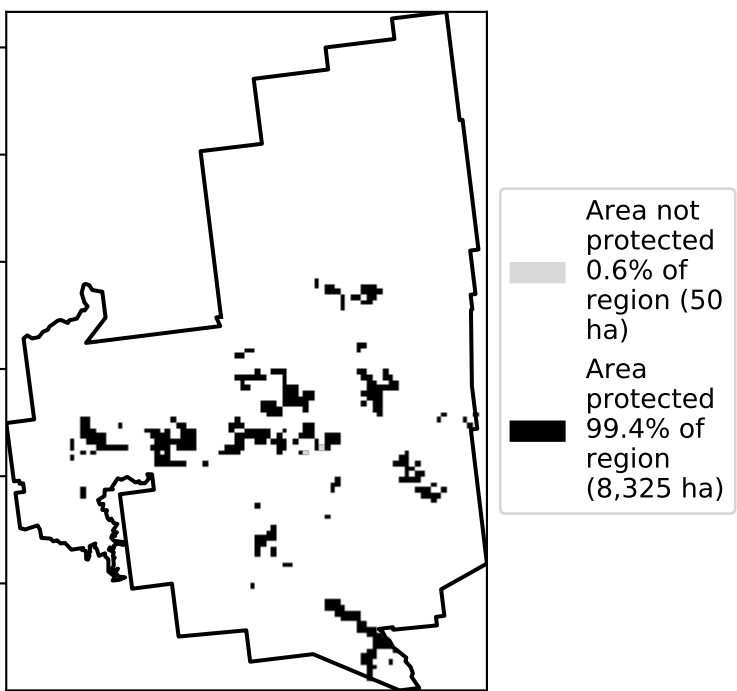 Area not
protected
0.6% of
region (50
ha)
Area
protected
99.4% of
region
(8,325 ha)